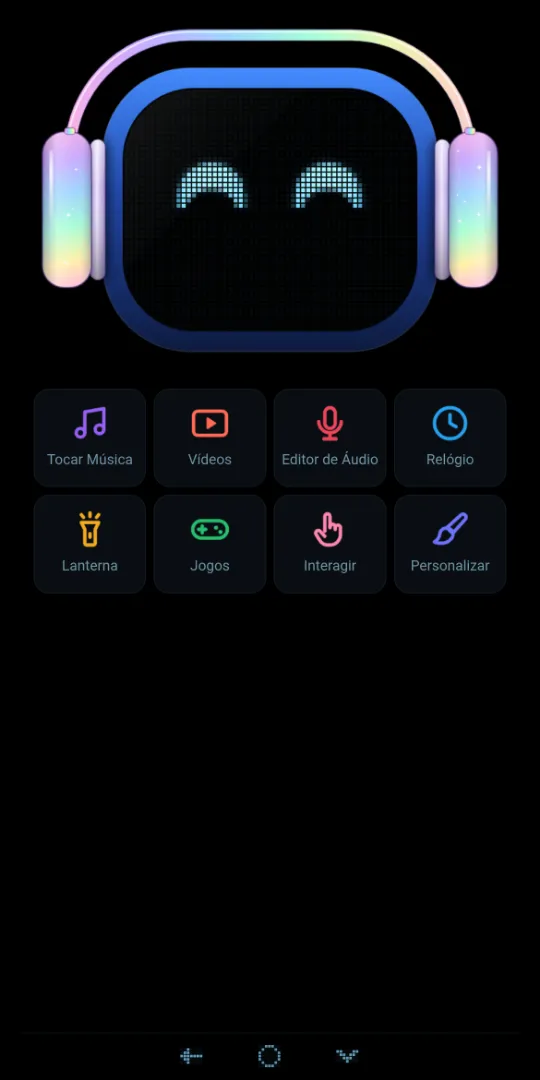 Tocar Música
Vídeos
Editor de Áudio
Relógio
Lanterna
Jogos
Interagir
Personalizar